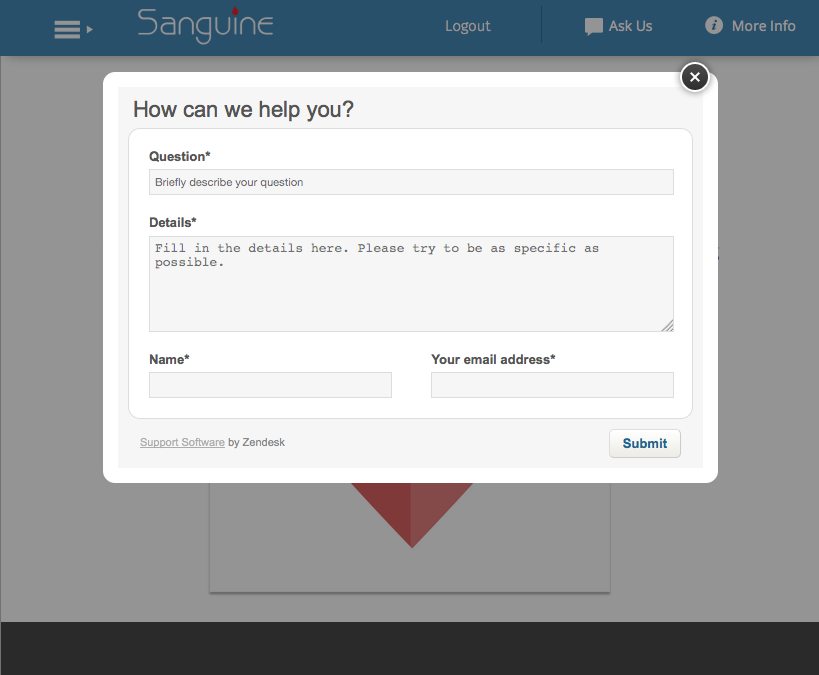 Sanguine
Logout
Ask Us
More Info
How can we help you?
Question*
Briefly describe your question
Details*
Fill in the details here. Please try to be as specific as
possible.
Name*
Your email address*
Support Software by Zendesk
Submit